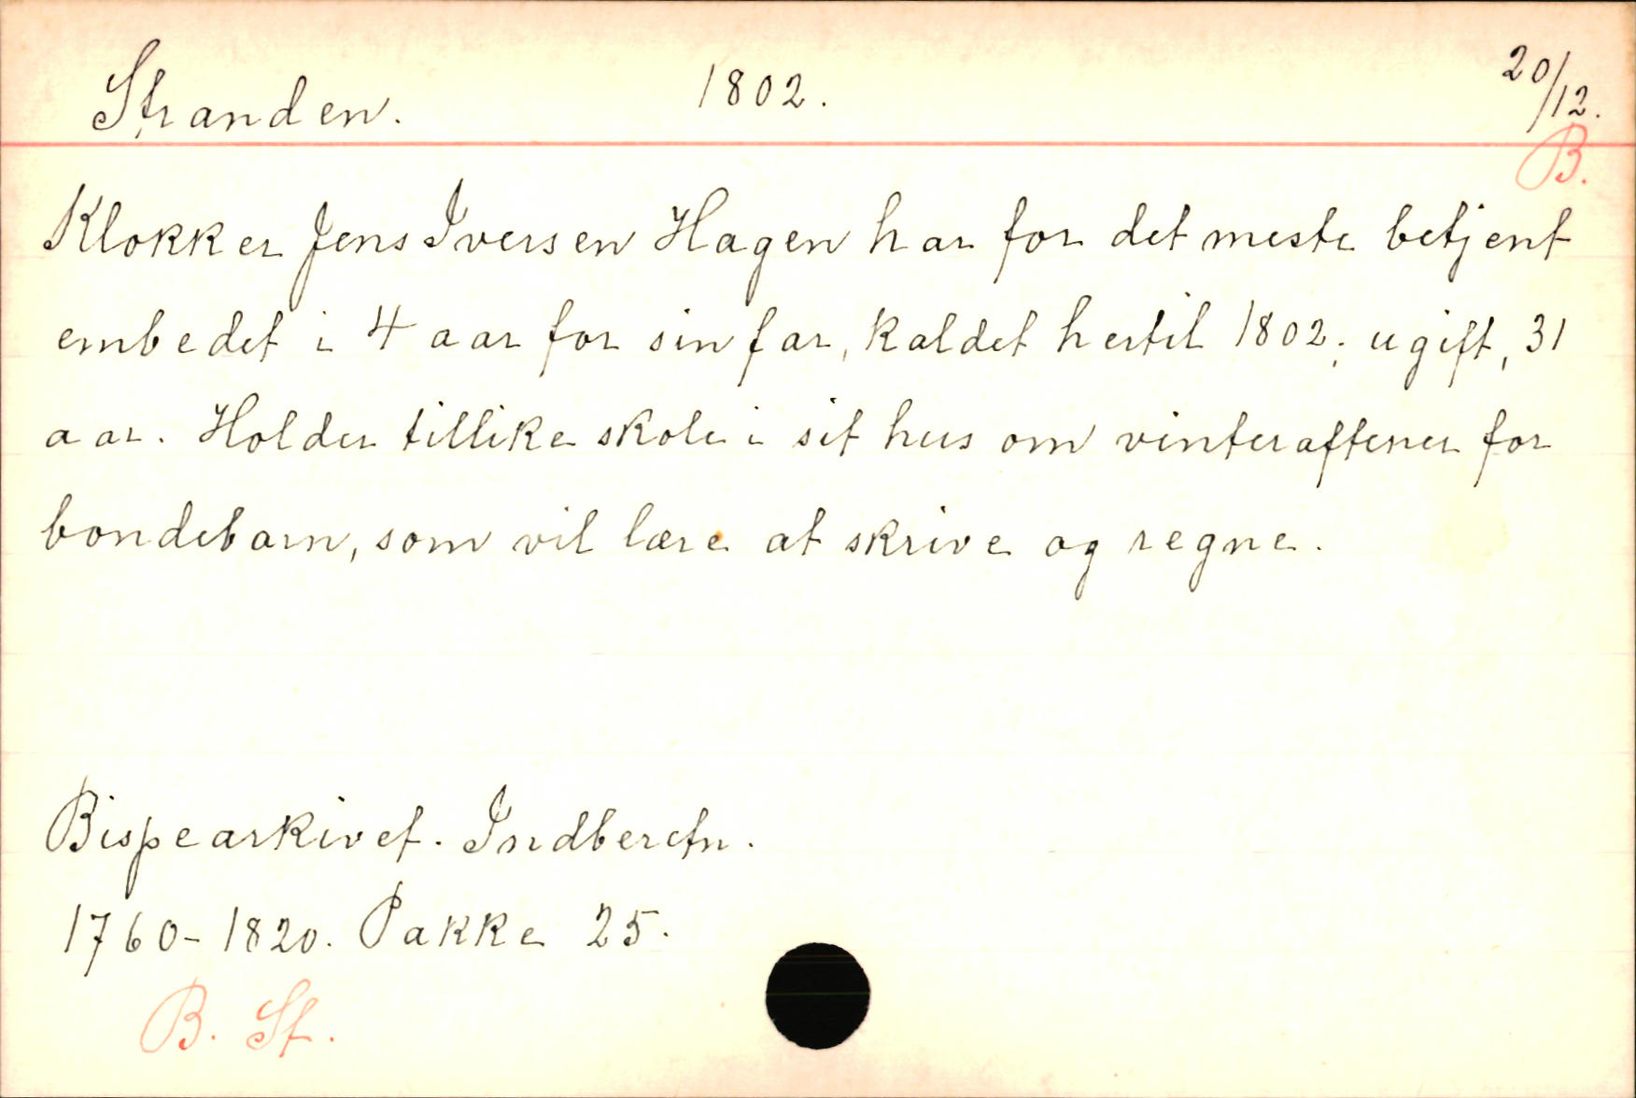 Stranden. 1802. 20/12.
B.
Klokker Jens Iversen Hagen har for det meste betjent
embedet i 4 aar for sin far, kaldet hertil 1802; ugift, 31
aar. Holder tillike skole i sit hus om vinteraftener for
bondebarn, som vil lære at skrive og regne.
Bispearkivet. Indberetn.
1760-1820. Pakke 25.
B. St.